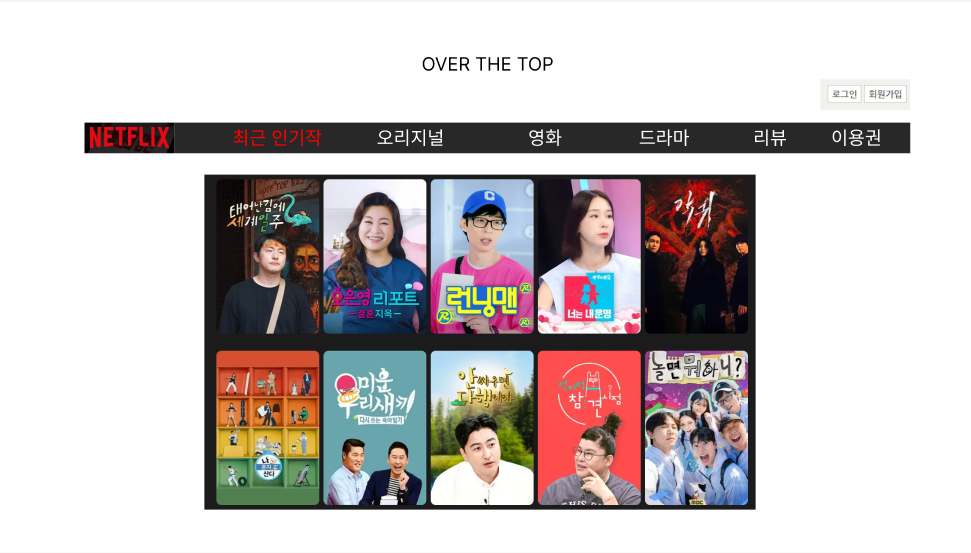 OVER THE TOP
로그인 회원가입
NETFLIX 최근 인기작 오리지널 영화 드라마 리뷰 이용권
태어난김에
세계일주
오은영 리포트
결혼지옥
런닝맨
너는 내 운명
악귀
나
혼자
산다
미운
우리새끼
다시 쓰는 육아일기
안싸우면
다행이야
전지적
참견시점
놀면 뭐하니?